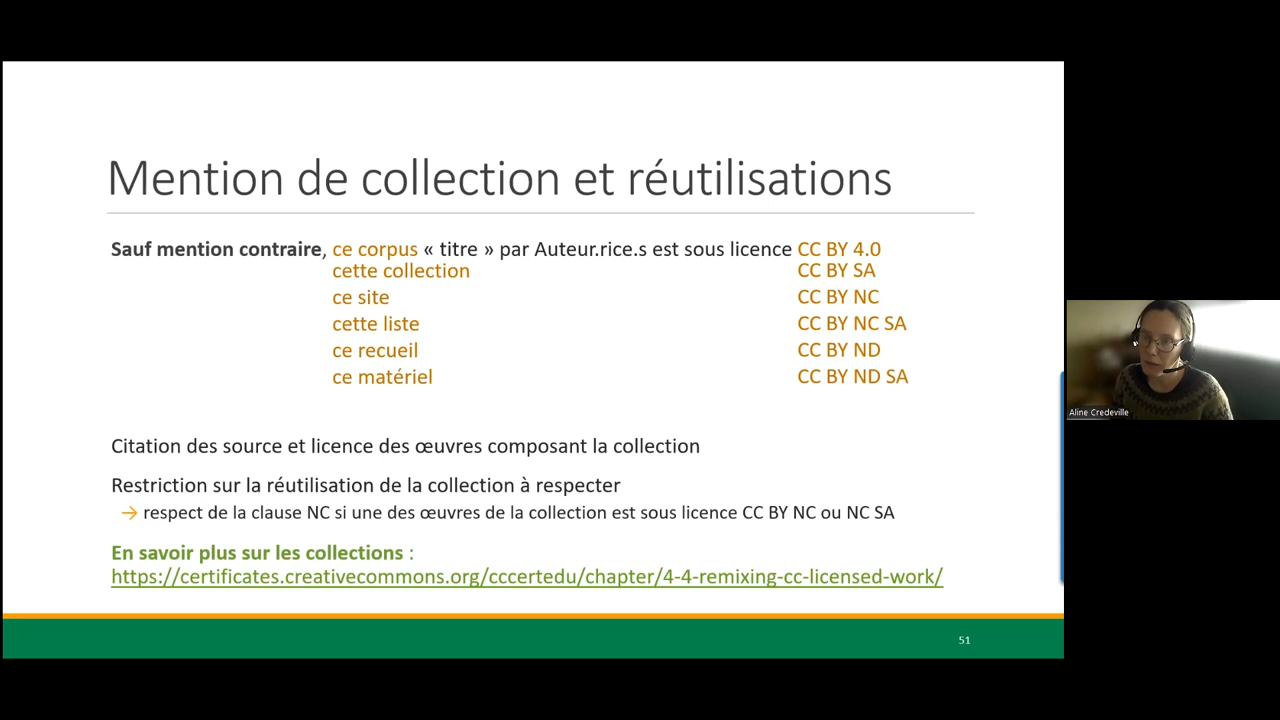 Mention de collection et réutilisations
Sauf mention contraire, ce corpus « titre » par Auteur.rice.s est sous licence CC BY 4.0
cette collection CC BY SA
ce site CC BY NC
cette liste CC BY NC SA
ce recueil CC BY ND
ce matériel CC BY ND SA
Citation des source et licence des œuvres composant la collection
Restriction sur la réutilisation de la collection à respecter
→ respect de la clause NC si une des œuvres de la collection est sous licence CC BY NC ou NC SA
En savoir plus sur les collections :
https://certificates.creativecommons.org/cccertedu/chapter/4-4-remixing-cc-licensed-work/
51
Aline Credeville